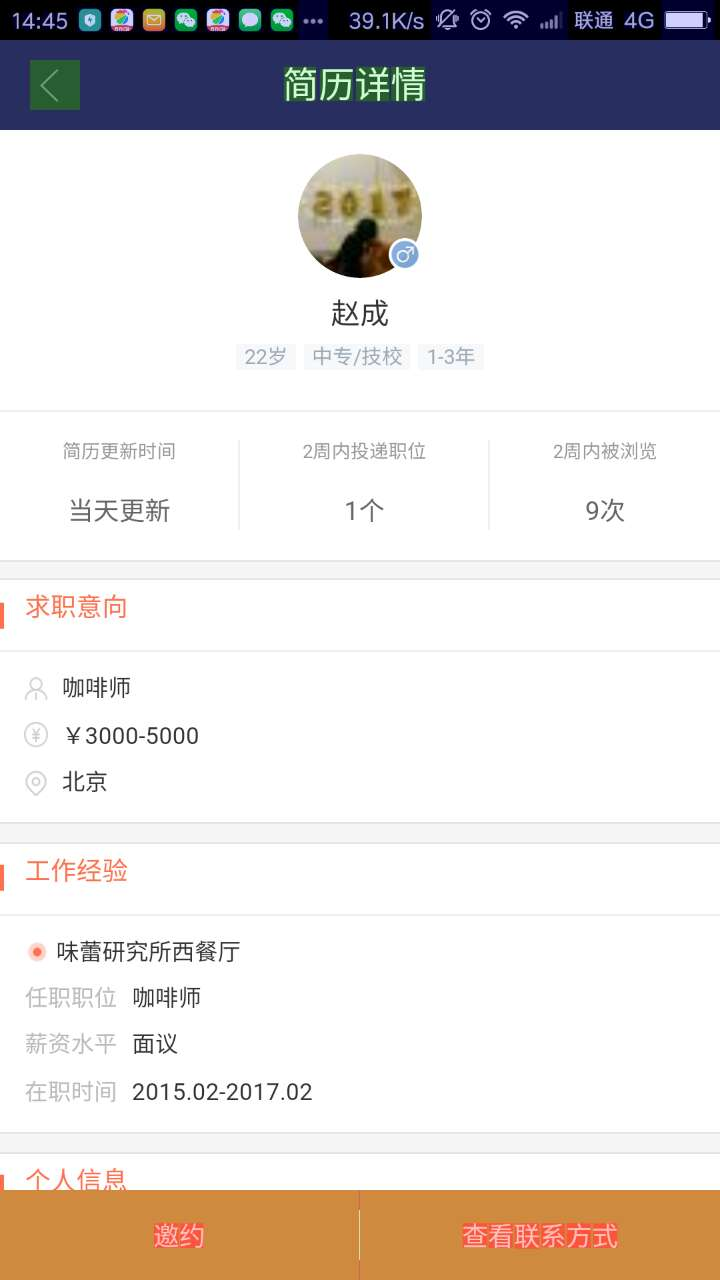 14:45 39.1K/s 联通 4G
简历详情
2017
赵成
22岁 中专/技校 1-3年
简历更新时间 2周内投递职位 2周内被浏览
当天更新 1个 9次
求职意向
咖啡师
￥3000-5000
北京
工作经验
味蕾研究所西餐厅
任职职位 咖啡师
薪资水平 面议
在职时间 2015.02-2017.02
个人信息
邀约 查看联系方式